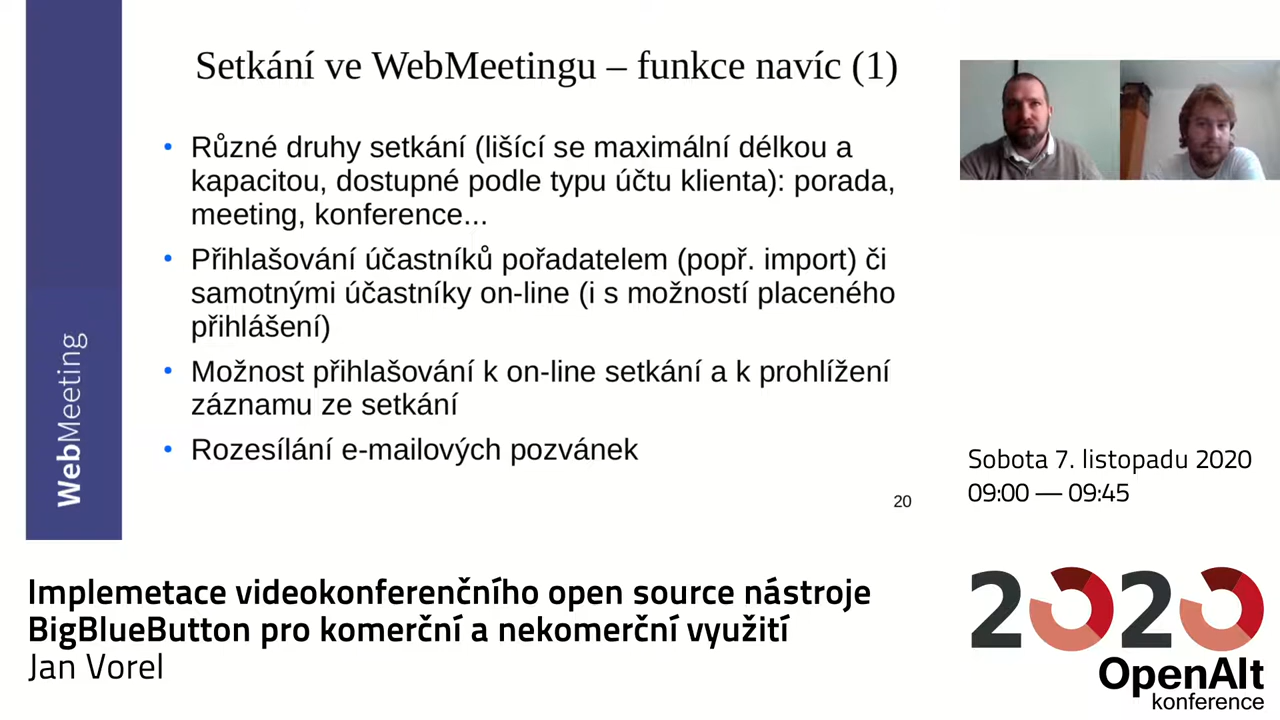 Setkání ve WebMeetingu – funkce navíc (1)
• Různé druhy setkání (lišící se maximální délkou a
kapacitou, dostupné podle typu účtu klienta): porada,
meeting, konference...
• Přihlašování účastníků pořadatelem (popř. import) či
samotnými účastníky on-line (i s možností placeného
přihlášení)
• Možnost přihlašování k on-line setkání a k prohlížení
záznamu ze setkání
• Rozesílání e-mailových pozvánek
20
WebMeeting
Sobota 7. listopadu 2020
09:00 — 09:45
Implemetace videokonferenčního open source nástroje
BigBlueButton pro komerční a nekomerční využití
Jan Vorel
2020
OpenAlt
konference